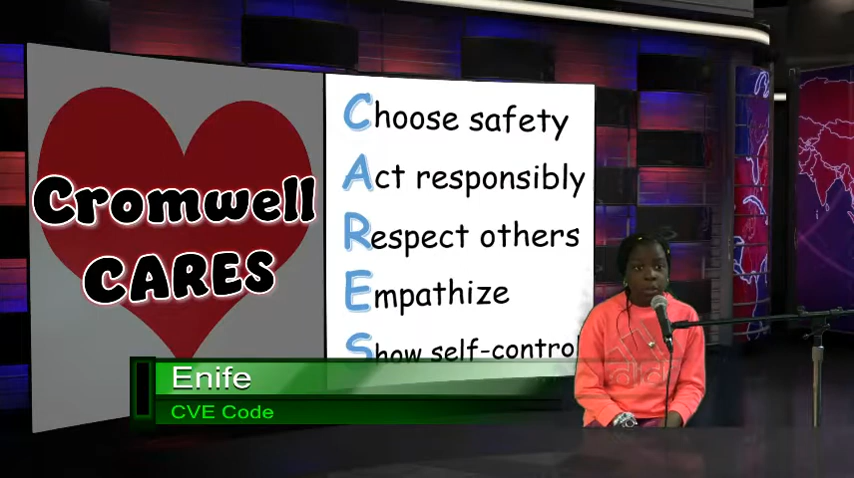 Cromwell
CARES
Choose safety
Act responsibly
Respect others
Empathize
Show self-control
Enife
CVE Code